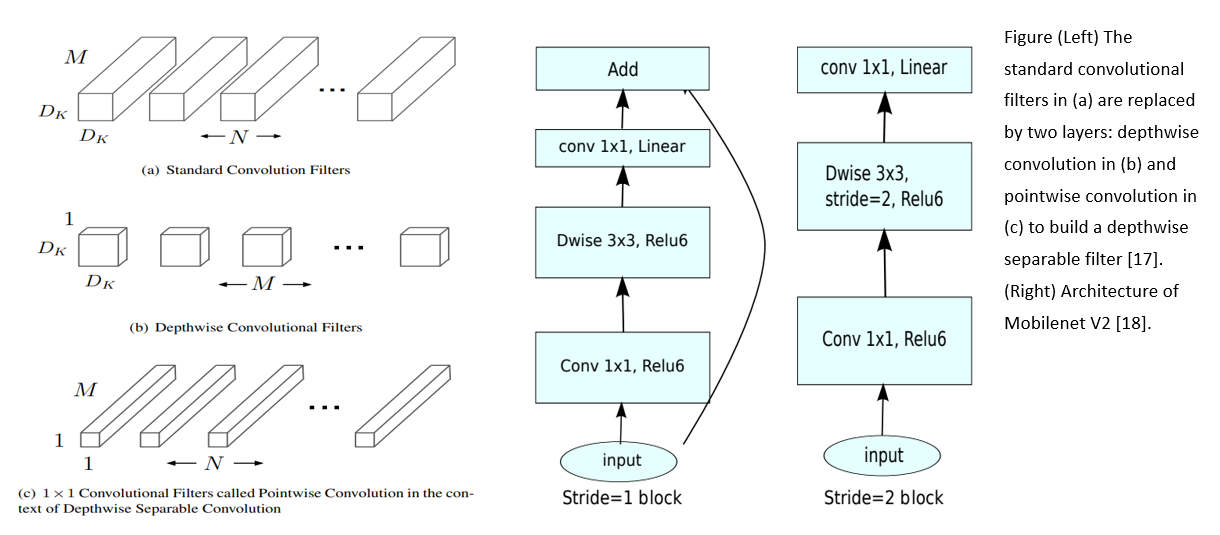 M
D_K
D_K
← N →
...
(a) Standard Convolution Filters
1
D_K
D_K
← M →
...
(b) Depthwise Convolutional Filters
M
1
1
← N →
...
(c) 1 × 1 Convolutional Filters called Pointwise Convolution in the con-
text of Depthwise Separable Convolution
Add
conv 1x1, Linear
Dwise 3x3, Relu6
Conv 1x1, Relu6
input
Stride=1 block
conv 1x1, Linear
Dwise 3x3,
stride=2, Relu6
Conv 1x1, Relu6
input
Stride=2 block
Figure (Left) The
standard convolutional
filters in (a) are replaced
by two layers: depthwise
convolution in (b) and
pointwise convolution in
(c) to build a depthwise
separable filter [17].
(Right) Architecture of
Mobilenet V2 [18].